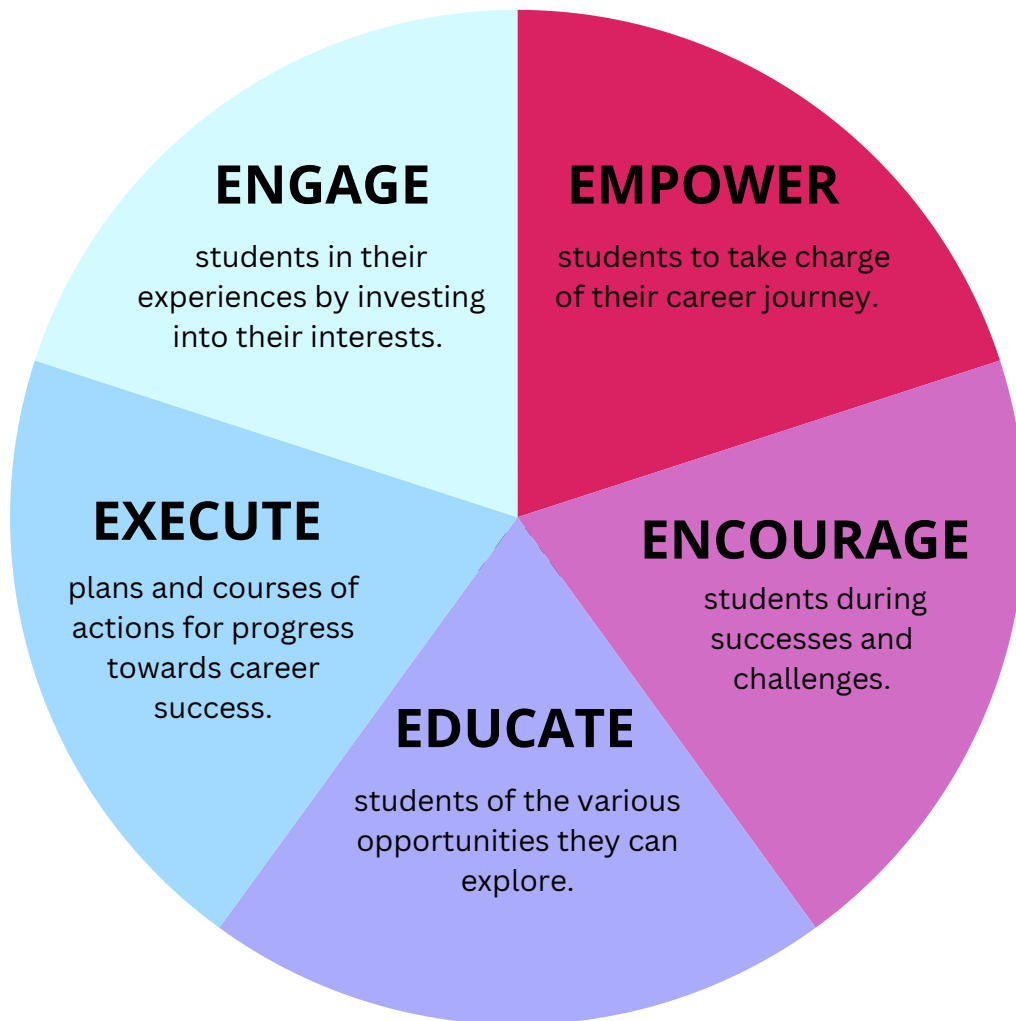 ENGAGE
students in their
experiences by investing
into their interests.
EMPOWER
students to take charge
of their career journey.
ENCOURAGE
students during
successes and
challenges.
EDUCATE
students of the various
opportunities they can
explore.
EXECUTE
plans and courses of
actions for progress
towards career
success.